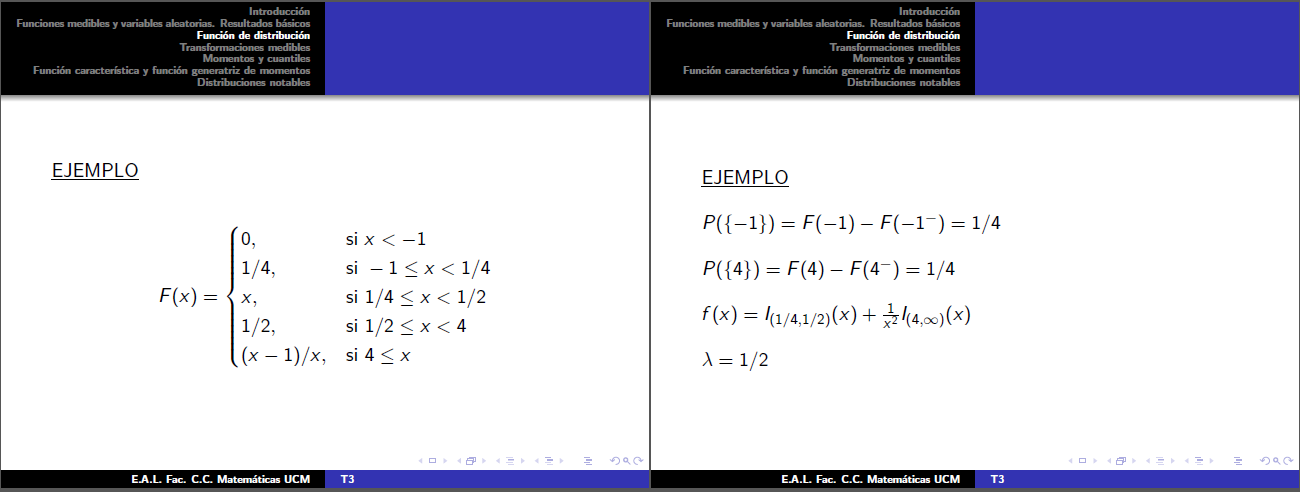 Introducción
Funciones medibles y variables aleatorias. Resultados básicos
Función de distribución
Transformaciones medibles
Momentos y cuantiles
Función característica y función generatriz de momentos
Distribuciones notables
EJEMPLO
F(x) = { 0, si x < −1
1/4, si −1 ≤ x < 1/4
x, si 1/4 ≤ x < 1/2
1/2, si 1/2 ≤ x < 4
(x − 1)/x, si 4 ≤ x
E.A.L. Fac. C.C. Matemáticas UCM T3
Introducción
Funciones medibles y variables aleatorias. Resultados básicos
Función de distribución
Transformaciones medibles
Momentos y cuantiles
Función característica y función generatriz de momentos
Distribuciones notables
EJEMPLO
P({−1}) = F(−1) − F(−1⁻) = 1/4
P({4}) = F(4) − F(4⁻) = 1/4
f(x) = I_(1/4,1/2)(x) + 1/x² I_(4,∞)(x)
λ = 1/2
E.A.L. Fac. C.C. Matemáticas UCM T3